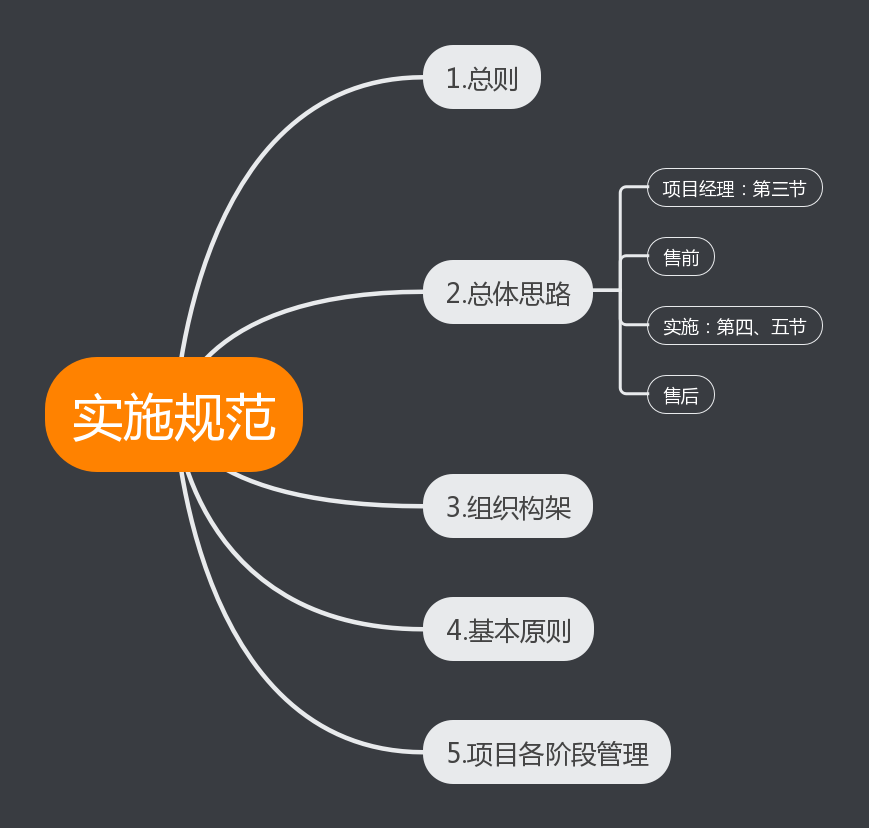 实施规范
1.总则
2.总体思路
项目经理：第三节
售前
实施：第四、五节
售后
3.组织构架
4.基本原则
5.项目各阶段管理